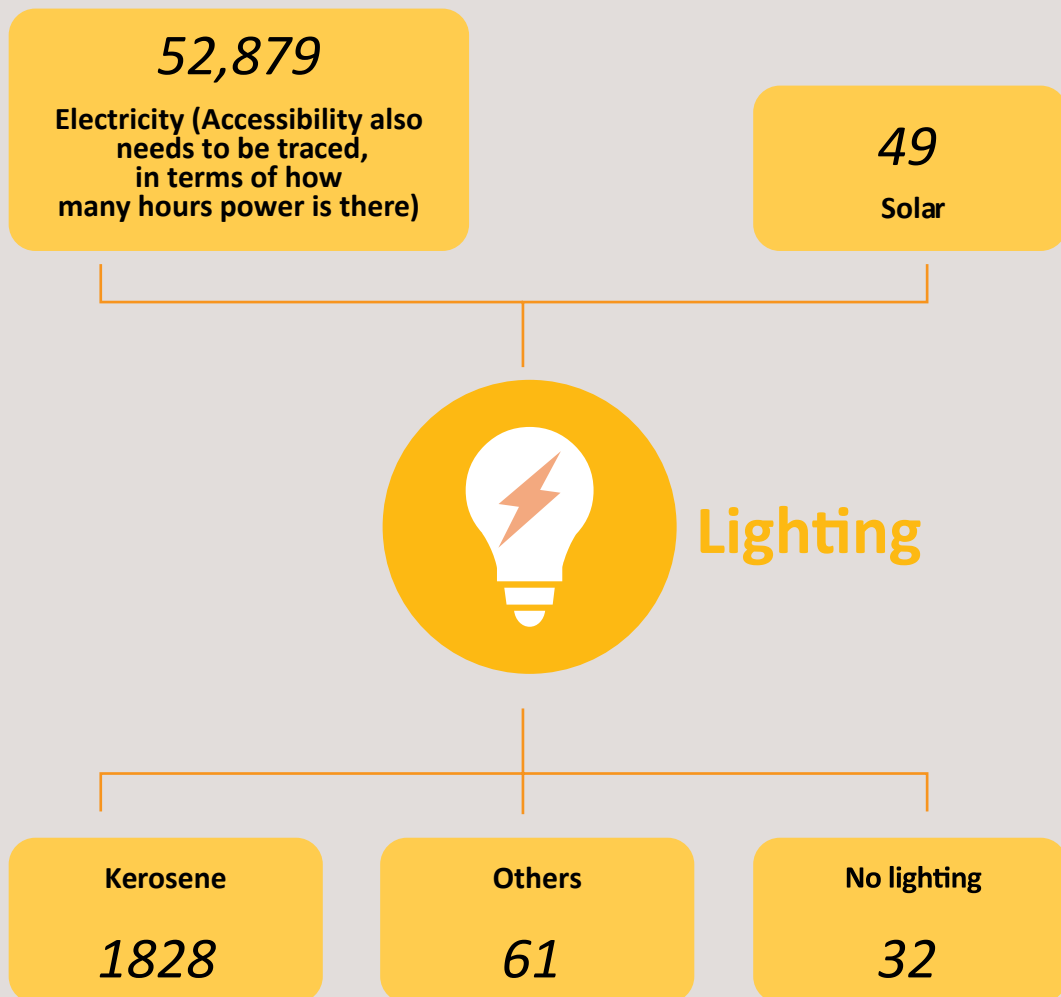 52,879
Electricity (Accessibility also
needs to be traced,
in terms of how
many hours power is there)
49
Solar
Lighting
Kerosene
1828
Others
61
No lighting
32